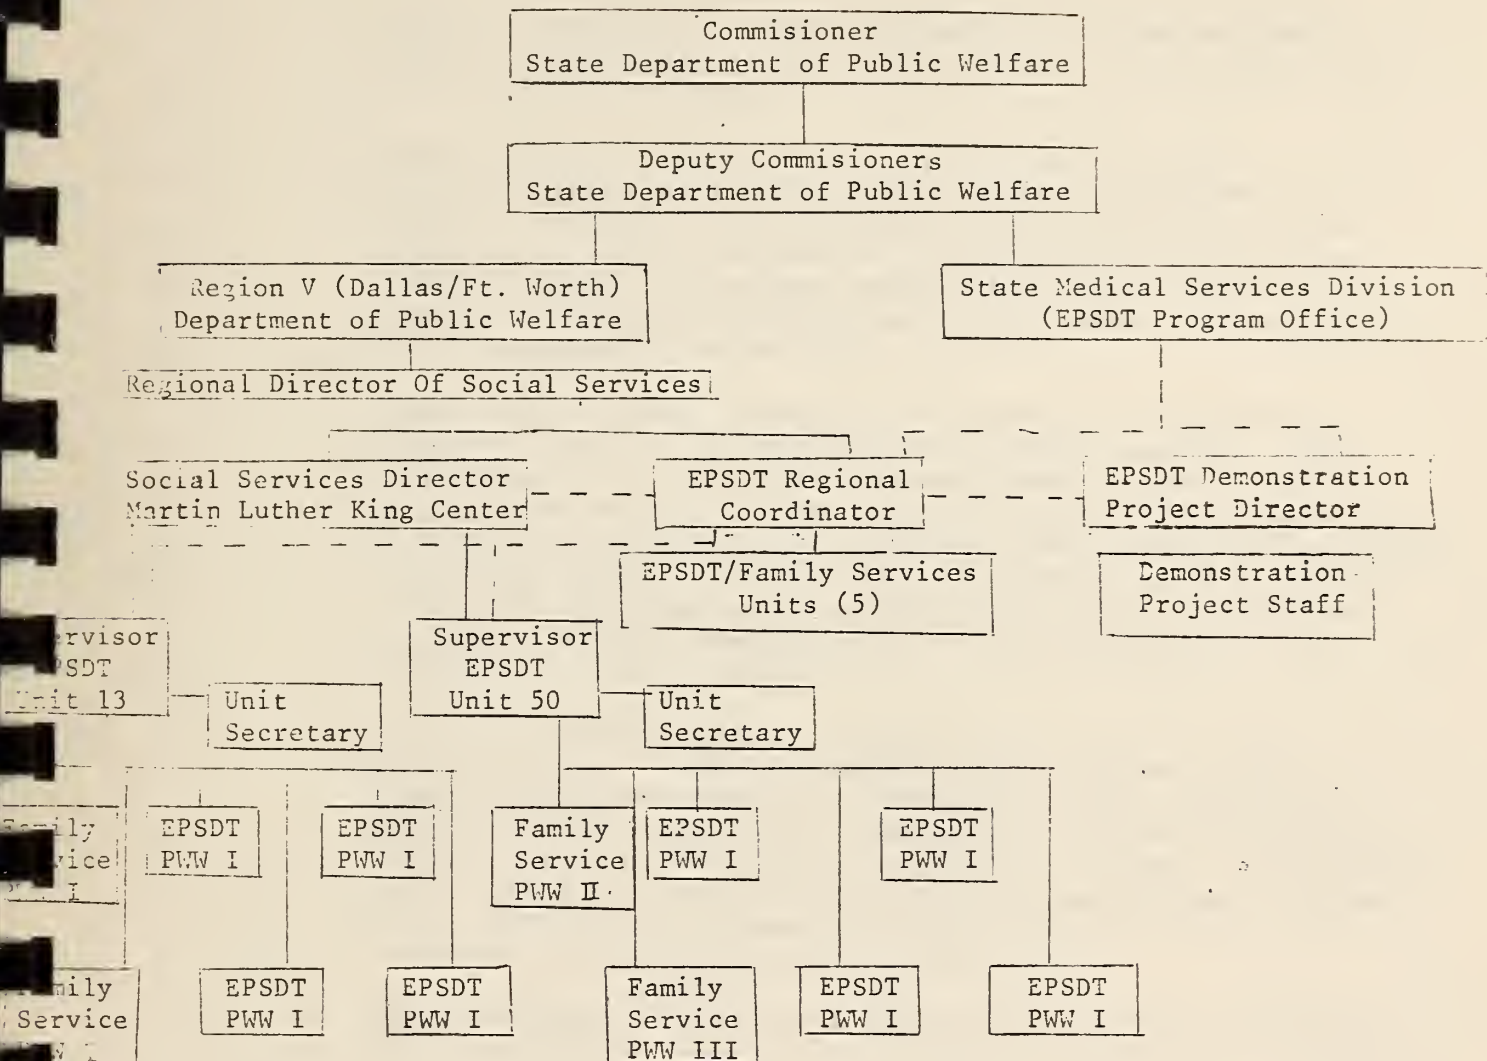 Commisioner
State Department of Public Welfare
Deputy Commisioners
State Department of Public Welfare
Region V (Dallas/Ft. Worth)
Department of Public Welfare
State Medical Services Division
(EPSDT Program Office)
Regional Director Of Social Services
Social Services Director
Martin Luther King Center
EPSDT Regional
Coordinator
EPSDT Demonstration
Project Director
EPSDT/Family Services
Units (5)
Demonstration
Project Staff
Unit 13
Unit
Secretary
Supervisor
EPSDT
Unit 50
Unit
Secretary
EPSDT
PWW I
EPSDT
PWW I
Family
Service
PWW II
EPSDT
PWW I
EPSDT
PWW I
Service
EPSDT
PWW I
EPSDT
PWW I
Family
Service
PWW III
EPSDT
PWW I
EPSDT
PWW I